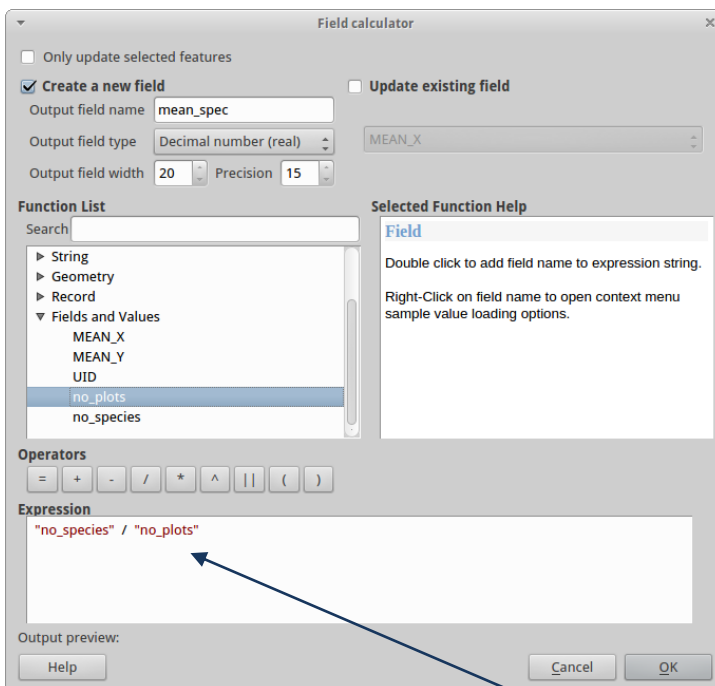 Field calculator
Only update selected features
Create a new field
Update existing field
Output field name mean_spec
Output field type Decimal number (real)
MEAN_X
Output field width 20 Precision 15
Function List
Selected Function Help
Search
String
Geometry
Record
Fields and Values
MEAN_X
MEAN_Y
UID
no_plots
no_species
Field
Double click to add field name to expression string.
Right-Click on field name to open context menu
sample value loading options.
Operators
= + - / * ^ || ( )
Expression
"no_species" / "no_plots"
Output preview:
Help Cancel OK